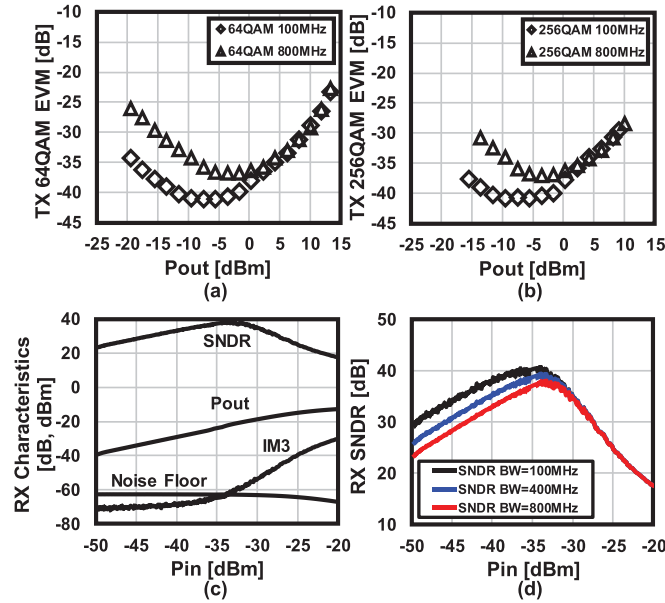 TX 64QAM EVM [dB]
-10
-15
-20
-25
-30
-35
-40
-45
64QAM 100MHz
64QAM 800MHz
-25 -20 -15 -10 -5 0 5 10 15
Pout [dBm]
(a)
TX 256QAM EVM [dB]
-10
-15
-20
-25
-30
-35
-40
-45
256QAM 100MHz
256QAM 800MHz
-25 -20 -15 -10 -5 0 5 10 15
Pout [dBm]
(b)
RX Characteristics
[dB, dBm]
40
20
0
-20
-40
-60
-80
SNDR
Pout
IM3
Noise Floor
-50 -45 -40 -35 -30 -25 -20
Pin [dBm]
(c)
RX SNDR [dB]
50
40
30
20
10
SNDR BW=100MHz
SNDR BW=400MHz
SNDR BW=800MHz
-50 -45 -40 -35 -30 -25 -20
Pin [dBm]
(d)